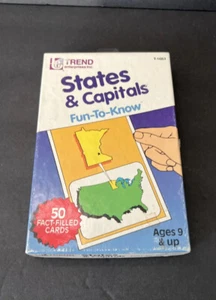 TREND
States
& Capitals
Fun-To-Know®
50
FACT-FILLED
CARDS
Ages 9
& up